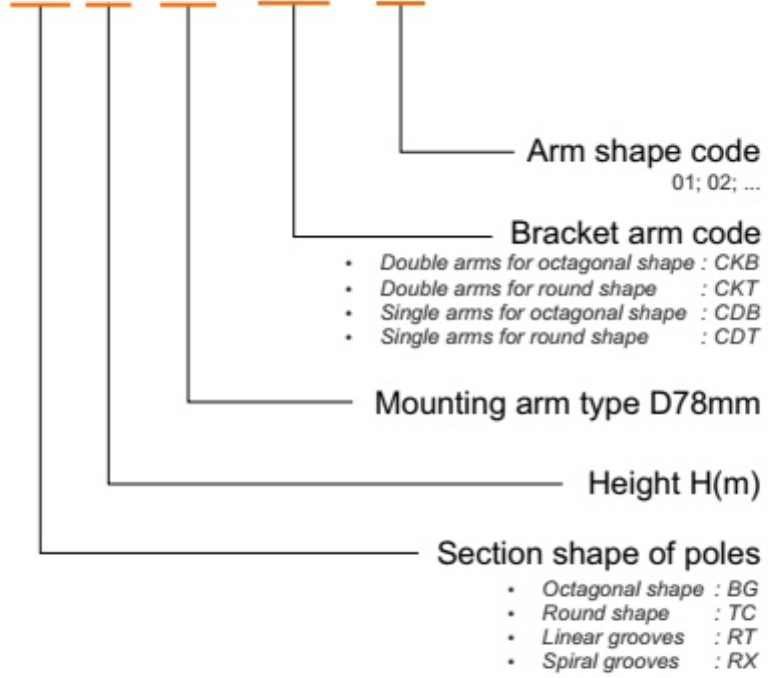 Arm shape code
01; 02; ...
Bracket arm code
• Double arms for octagonal shape : CKB
• Double arms for round shape : CKT
• Single arms for octagonal shape : CDB
• Single arms for round shape : CDT
Mounting arm type D78mm
Height H(m)
Section shape of poles
• Octagonal shape : BG
• Round shape : TC
• Linear grooves : RT
• Spiral grooves : RX